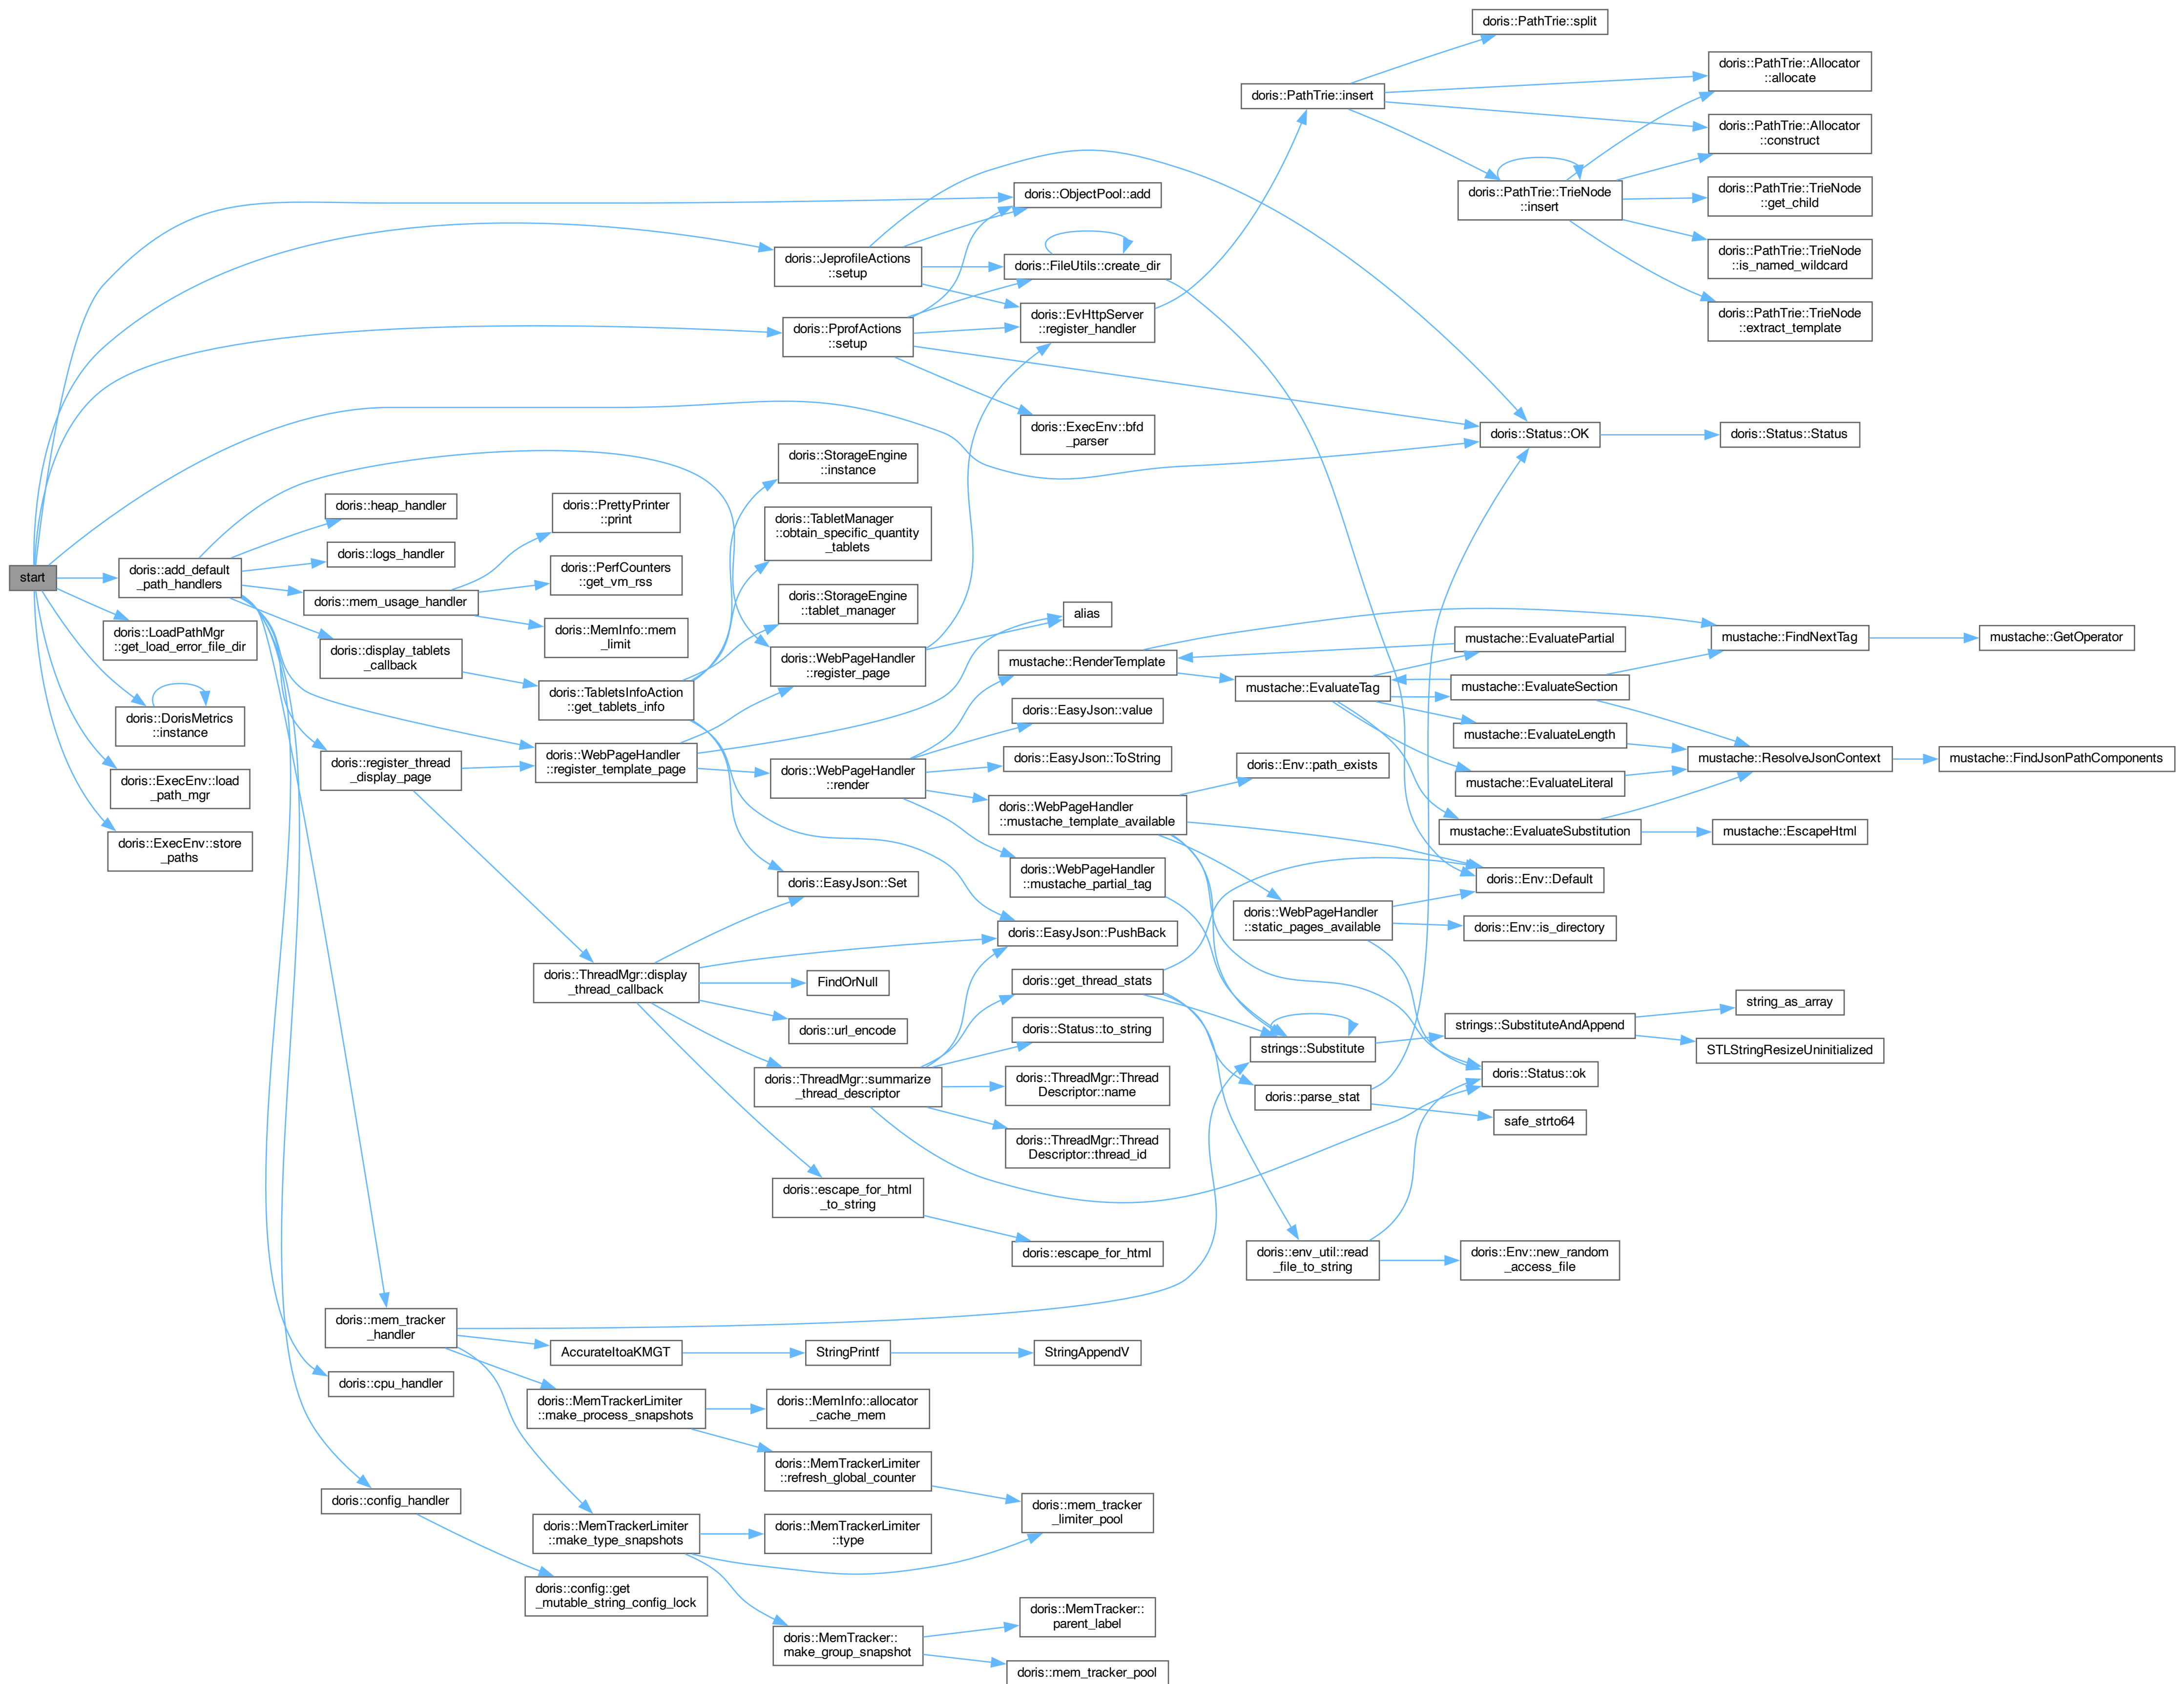 start
doris::add_default
_path_handlers
doris::LoadPathMgr
::get_load_error_file_dir
doris::DorisMetrics
::instance
doris::ExecEnv::load
_path_mgr
doris::ExecEnv::store
_paths
doris::heap_handler
doris::logs_handler
doris::mem_usage_handler
doris::display_tablets
_callback
doris::register_thread
_display_page
doris::mem_tracker
_handler
doris::cpu_handler
doris::config_handler
doris::PrettyPrinter
::print
doris::PerfCounters
::get_vm_rss
doris::MemInfo::mem
_limit
doris::TabletsInfoAction
::get_tablets_info
doris::WebPageHandler
::register_template_page
doris::ThreadMgr::display
_thread_callback
AccurateItoaKMGT
doris::MemTrackerLimiter
::make_process_snapshots
doris::MemTrackerLimiter
::make_type_snapshots
doris::config::get
_mutable_string_config_lock
doris::JeprofileActions
::setup
doris::PprofActions
::setup
doris::StorageEngine
::instance
doris::TabletManager
::obtain_specific_quantity
_tablets
doris::StorageEngine
::tablet_manager
doris::WebPageHandler
::register_page
doris::WebPageHandler
::render
doris::EasyJson::Set
FindOrNull
doris::url_encode
doris::ThreadMgr::summarize
_thread_descriptor
doris::escape_for_html
_to_string
StringPrintf
doris::MemInfo::allocator
_cache_mem
doris::MemTrackerLimiter
::refresh_global_counter
doris::MemTrackerLimiter
::type
doris::MemTracker::
make_group_snapshot
doris::ObjectPool::add
doris::FileUtils::create_dir
doris::EvHttpServer
::register_handler
doris::ExecEnv::bfd
_parser
alias
mustache::RenderTemplate
doris::EasyJson::value
doris::EasyJson::ToString
doris::WebPageHandler
::mustache_template_available
doris::WebPageHandler
::mustache_partial_tag
doris::EasyJson::PushBack
doris::get_thread_stats
doris::Status::to_string
doris::ThreadMgr::Thread
Descriptor::name
doris::ThreadMgr::Thread
Descriptor::thread_id
doris::escape_for_html
StringAppendV
doris::mem_tracker
_limiter_pool
doris::MemTracker::
parent_label
doris::mem_tracker_pool
doris::PathTrie::insert
mustache::EvaluateTag
doris::Env::path_exists
doris::WebPageHandler
::static_pages_available
strings::Substitute
doris::parse_stat
doris::env_util::read
_file_to_string
doris::PathTrie::split
doris::PathTrie::TrieNode
::insert
doris::Status::OK
mustache::EvaluatePartial
mustache::EvaluateSection
mustache::EvaluateLength
mustache::EvaluateLiteral
mustache::EvaluateSubstitution
doris::Env::Default
doris::Env::is_directory
strings::SubstituteAndAppend
doris::Status::ok
safe_strto64
doris::Env::new_random
_access_file
doris::PathTrie::Allocator
::allocate
doris::PathTrie::Allocator
::construct
doris::PathTrie::TrieNode
::get_child
doris::PathTrie::TrieNode
::is_named_wildcard
doris::PathTrie::TrieNode
::extract_template
doris::Status::Status
mustache::FindNextTag
mustache::ResolveJsonContext
mustache::EscapeHtml
string_as_array
STLStringResizeUninitialized
mustache::GetOperator
mustache::FindJsonPathComponents